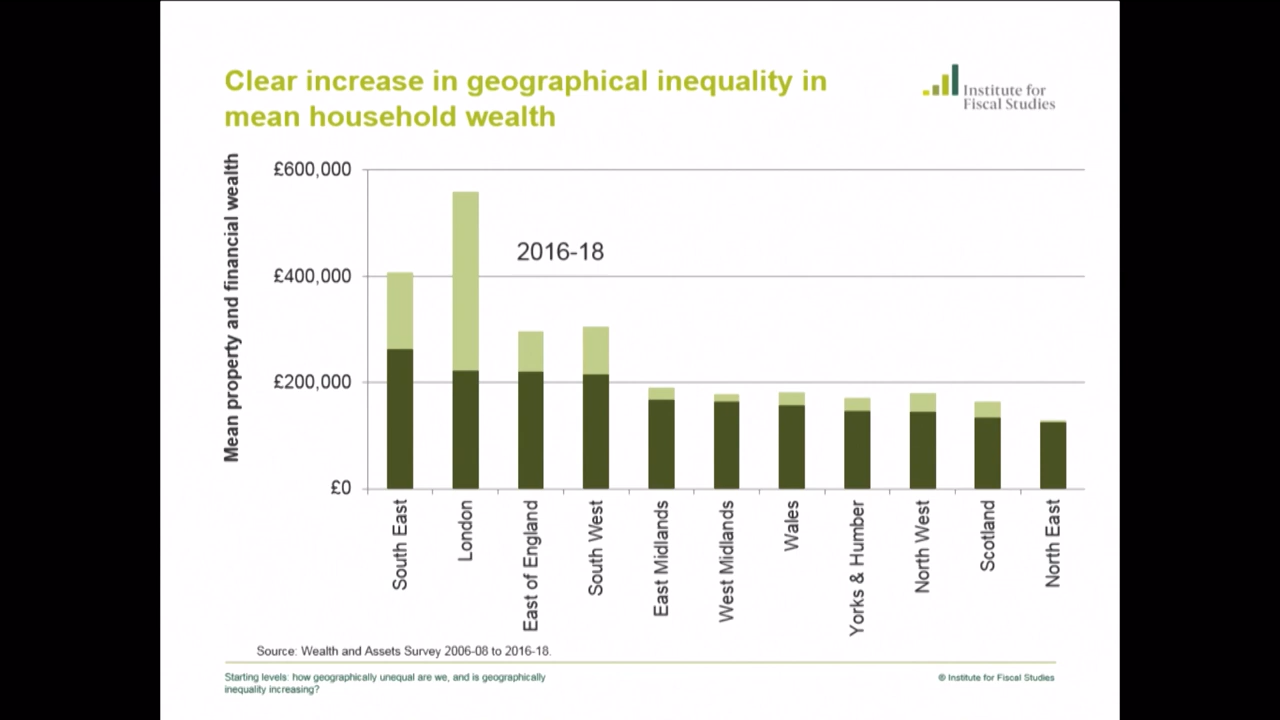 Clear increase in geographical inequality in
mean household wealth
Institute for
Fiscal Studies
Mean property and financial wealth
£600,000
£400,000
£200,000
£0
2016-18
South East
London
East of England
South West
East Midlands
West Midlands
Wales
Yorks & Humber
North West
Scotland
North East
Source: Wealth and Assets Survey 2006-08 to 2016-18.
Starting levels: how geographically unequal are we, and is geographically
inequality increasing?
® Institute for Fiscal Studies